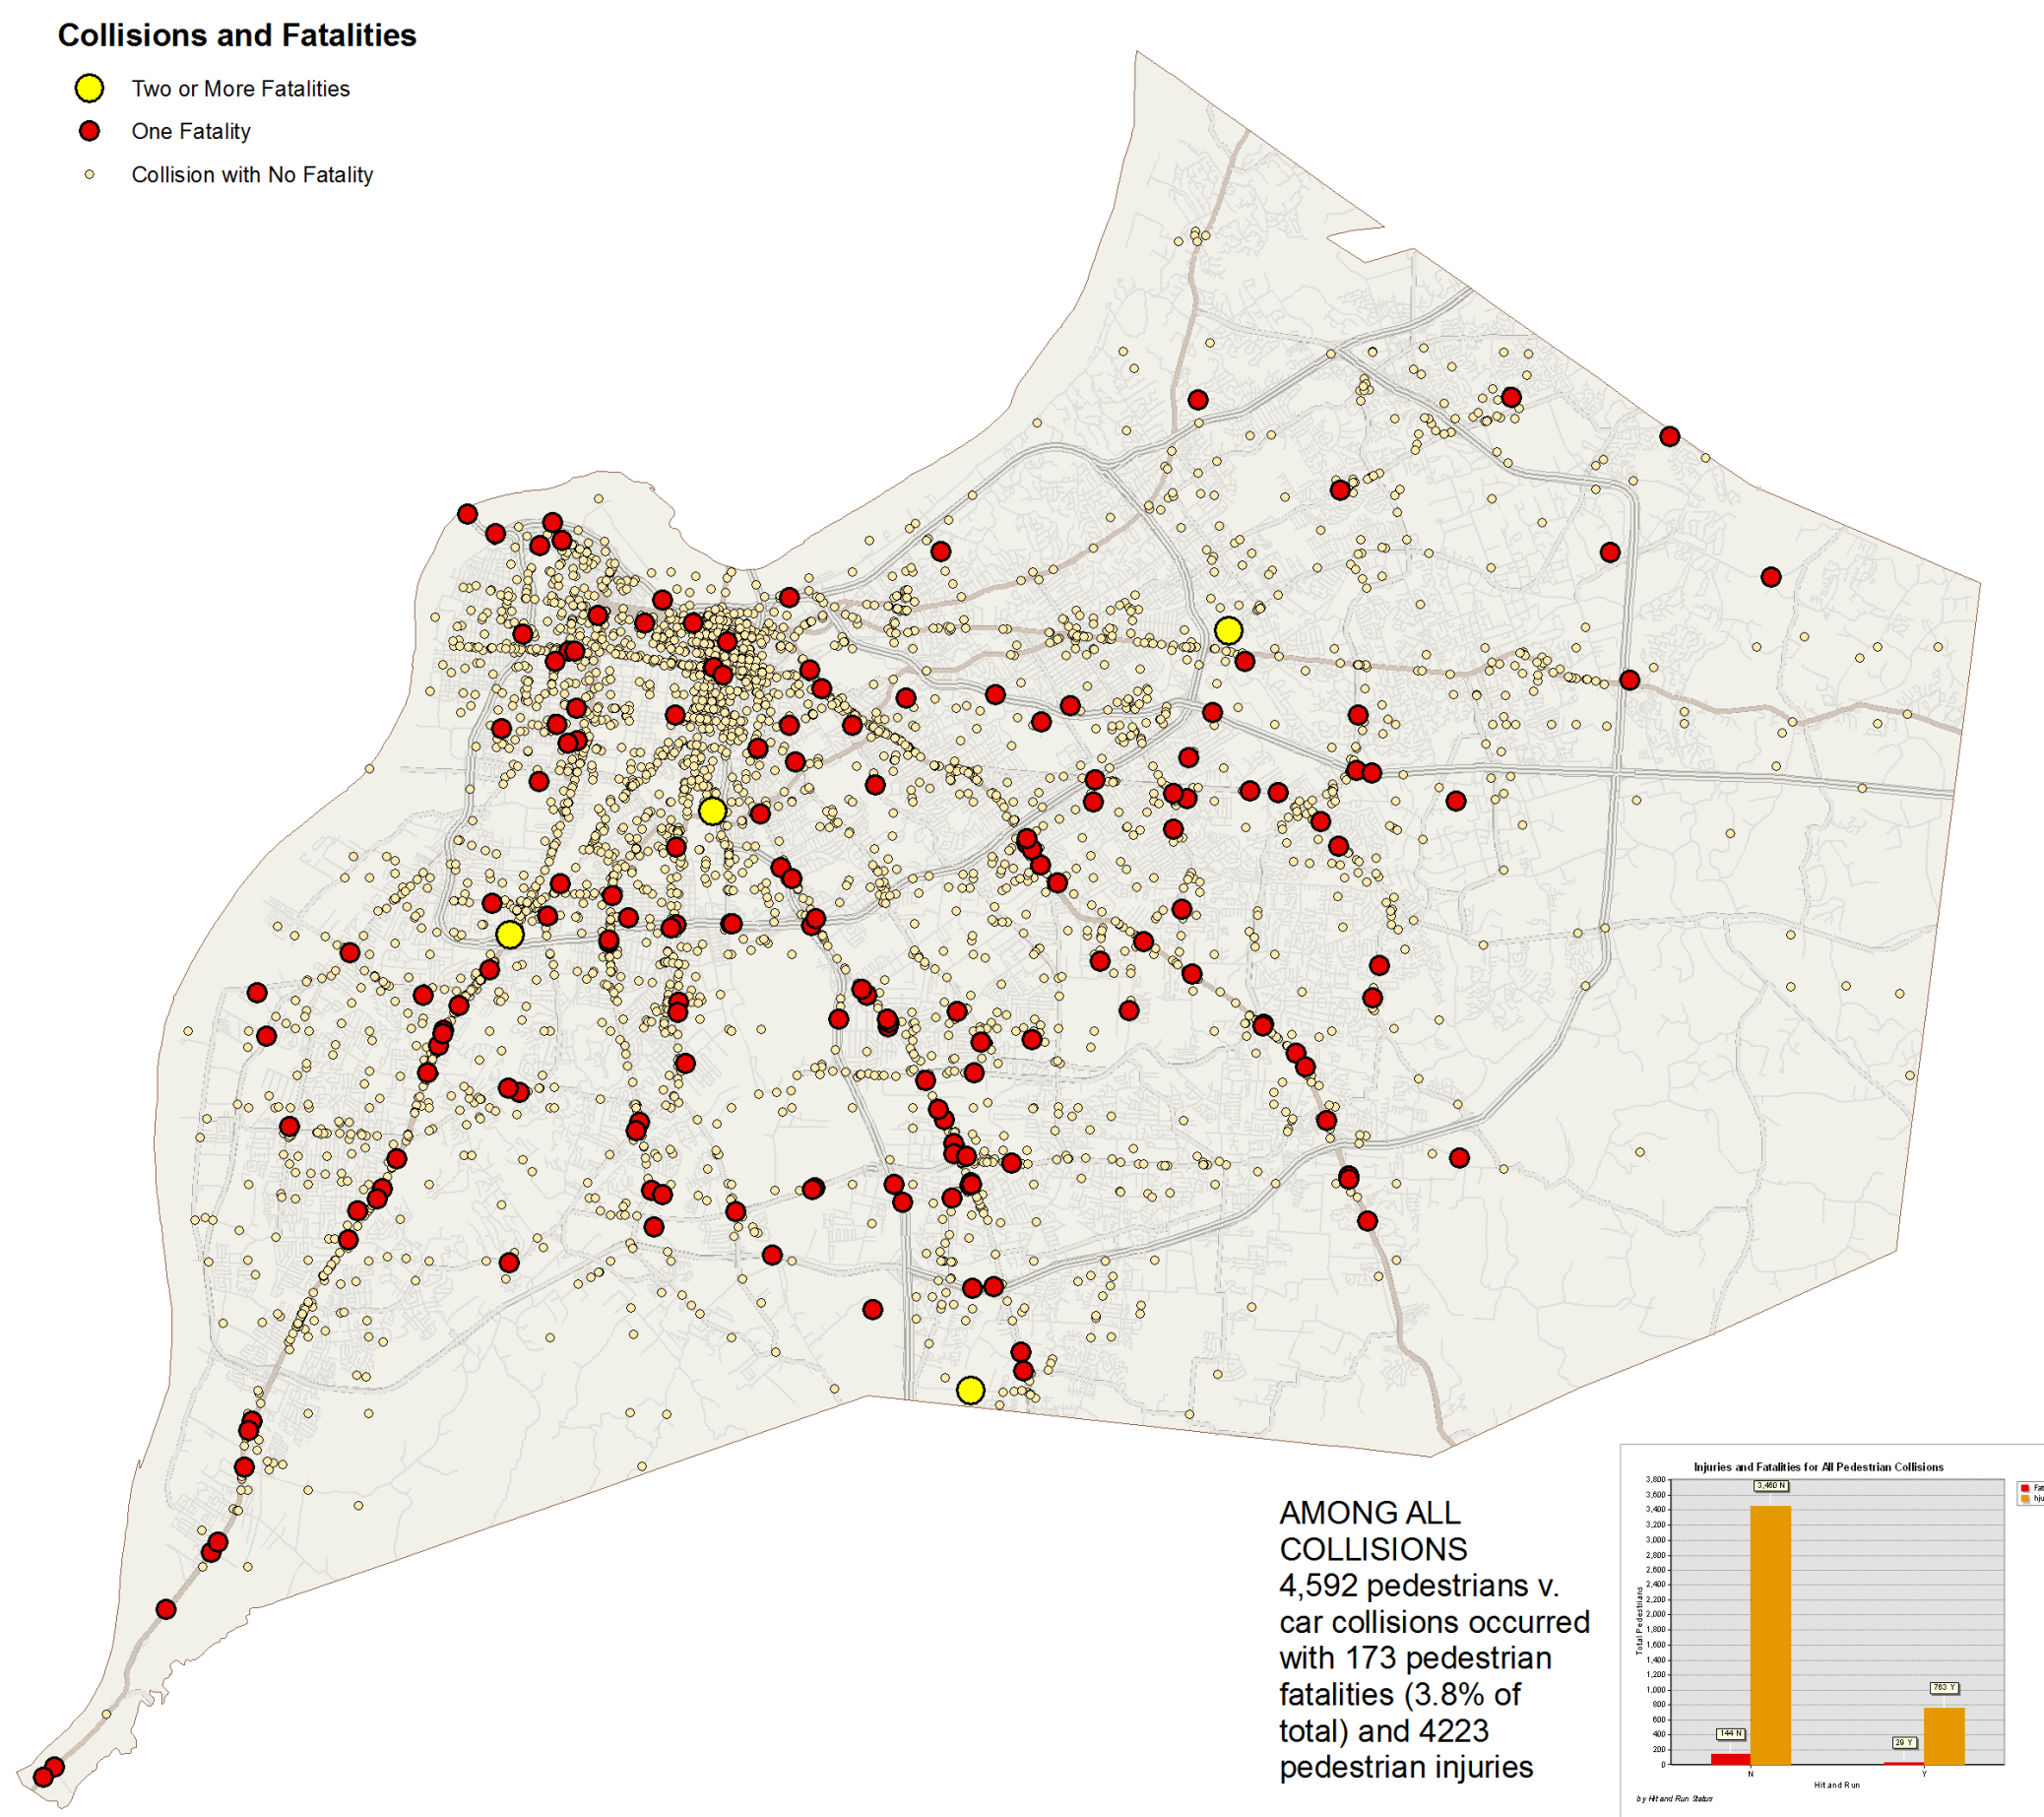 Collisions and Fatalities
Two or More Fatalities
One Fatality
Collision with No Fatality
AMONG ALL
COLLISIONS
4,592 pedestrians v.
car collisions occurred
with 173 pedestrian
fatalities (3.8% of
total) and 4223
pedestrian injuries
Injuries and Fatalities for All Pedestrian Collisions
Total Pedestrians
3,800
3,600
3,400
3,200
3,000
2,800
2,600
2,400
2,200
2,000
1,800
1,600
1,400
1,200
1,000
800
600
400
200
0
3,460 N
144 N
763 Y
29 Y
N
Y
Hit and Run
by Hit and Run Status